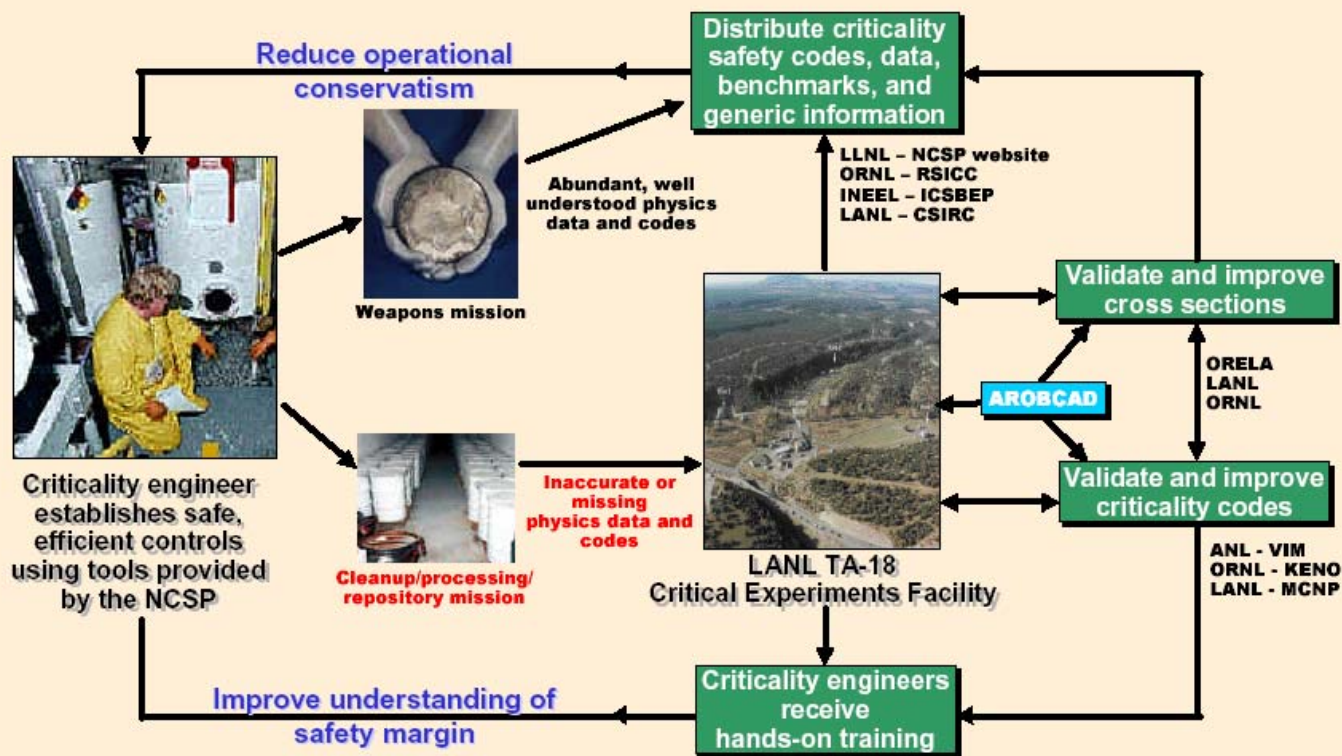 Reduce operational
conservatism
Distribute criticality
safety codes, data,
benchmarks, and
generic information
Abundant, well
understood physics
data and codes
LLNL – NCSP website
ORNL – RSICC
INEEL – ICSBEP
LANL – CSIRC
Weapons mission
Validate and improve
cross sections
ORELA
LANL
ORNL
AROBCAD
Criticality engineer
establishes safe,
efficient controls
using tools provided
by the NCSP
Inaccurate or
missing
physics data and
codes
Cleanup/processing/
repository mission
LANL TA-18
Critical Experiments Facility
Validate and improve
criticality codes
ANL - VIM
ORNL - KENO
LANL - MCNP
Improve understanding of
safety margin
Criticality engineers
receive
hands-on training